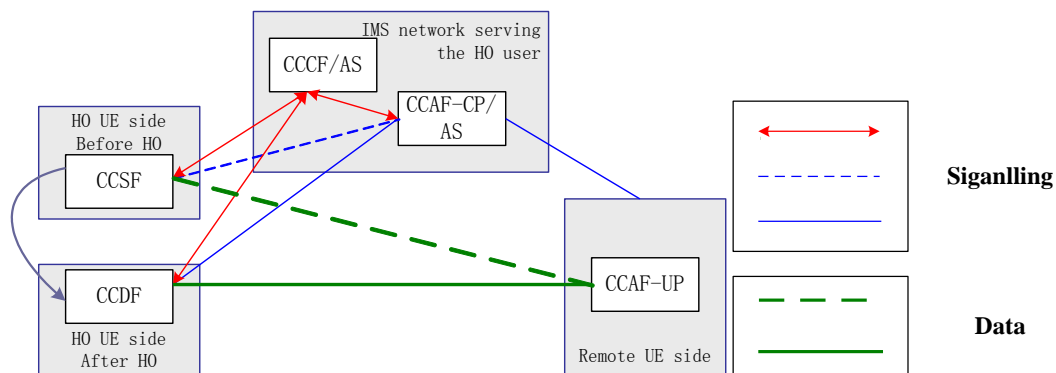 IMS network serving
the HO user
CCCF/AS
CCAF-CP/
AS
HO UE side
Before HO
CCSF
CCDF
HO UE side
After HO
CCAF-UP
Remote UE side
Siganlling
Data